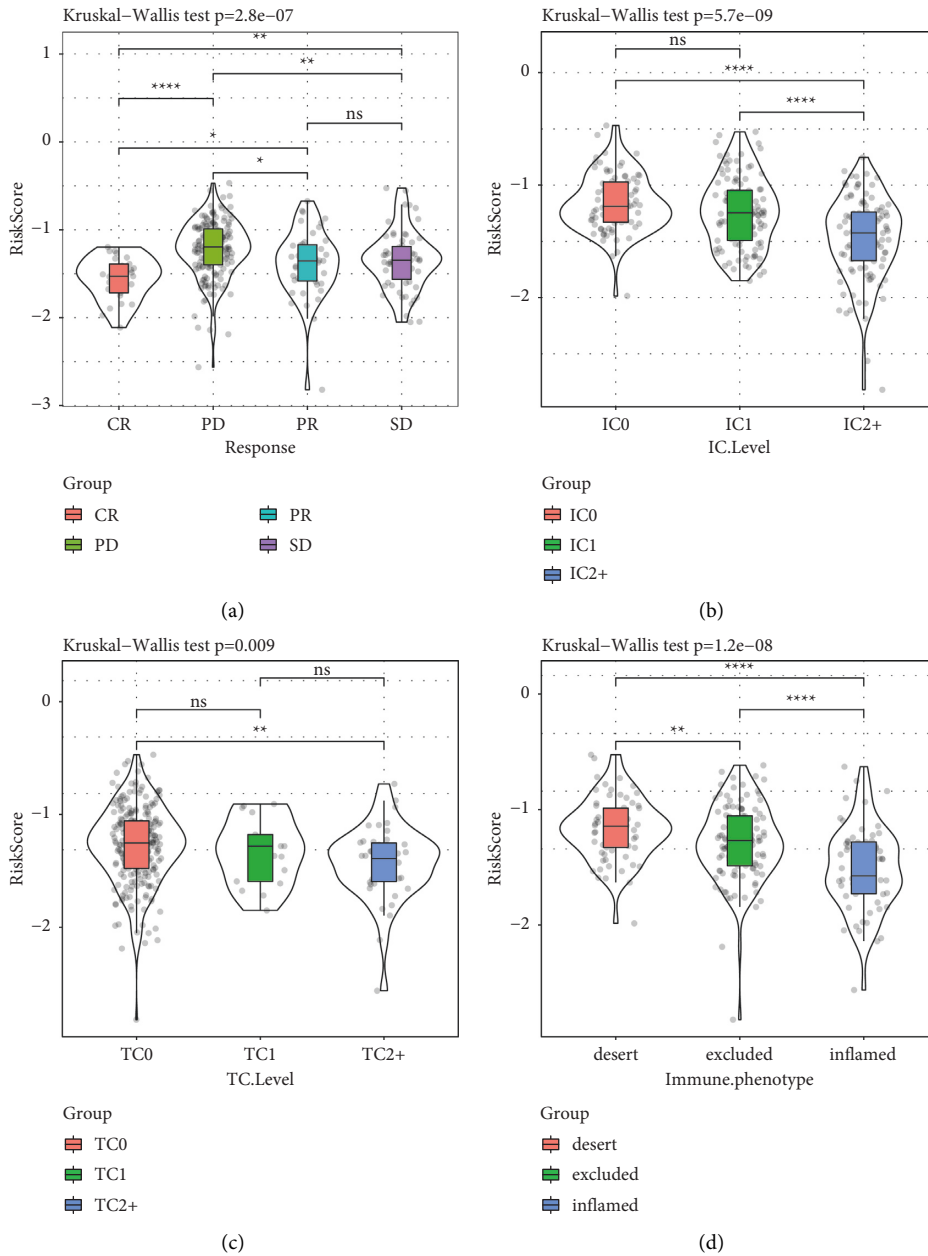 Kruskal−Wallis test p=2.8e−07
**
**
****
ns
*
*
1
0
−1
−2
−3
RiskScore
CR PD PR SD
Response
Group
CR PR
PD SD
(a)
Kruskal−Wallis test p=5.7e−09
ns
****
****
0
−1
−2
RiskScore
IC0 IC1 IC2+
IC.Level
Group
IC0
IC1
IC2+
(b)
Kruskal−Wallis test p=0.009
ns
ns
**
0
−1
−2
RiskScore
TC0 TC1 TC2+
TC.Level
Group
TC0
TC1
TC2+
(c)
Kruskal−Wallis test p=1.2e−08
****
****
**
0
−1
−2
RiskScore
desert excluded inflamed
Immune.phenotype
Group
desert
excluded
inflamed
(d)